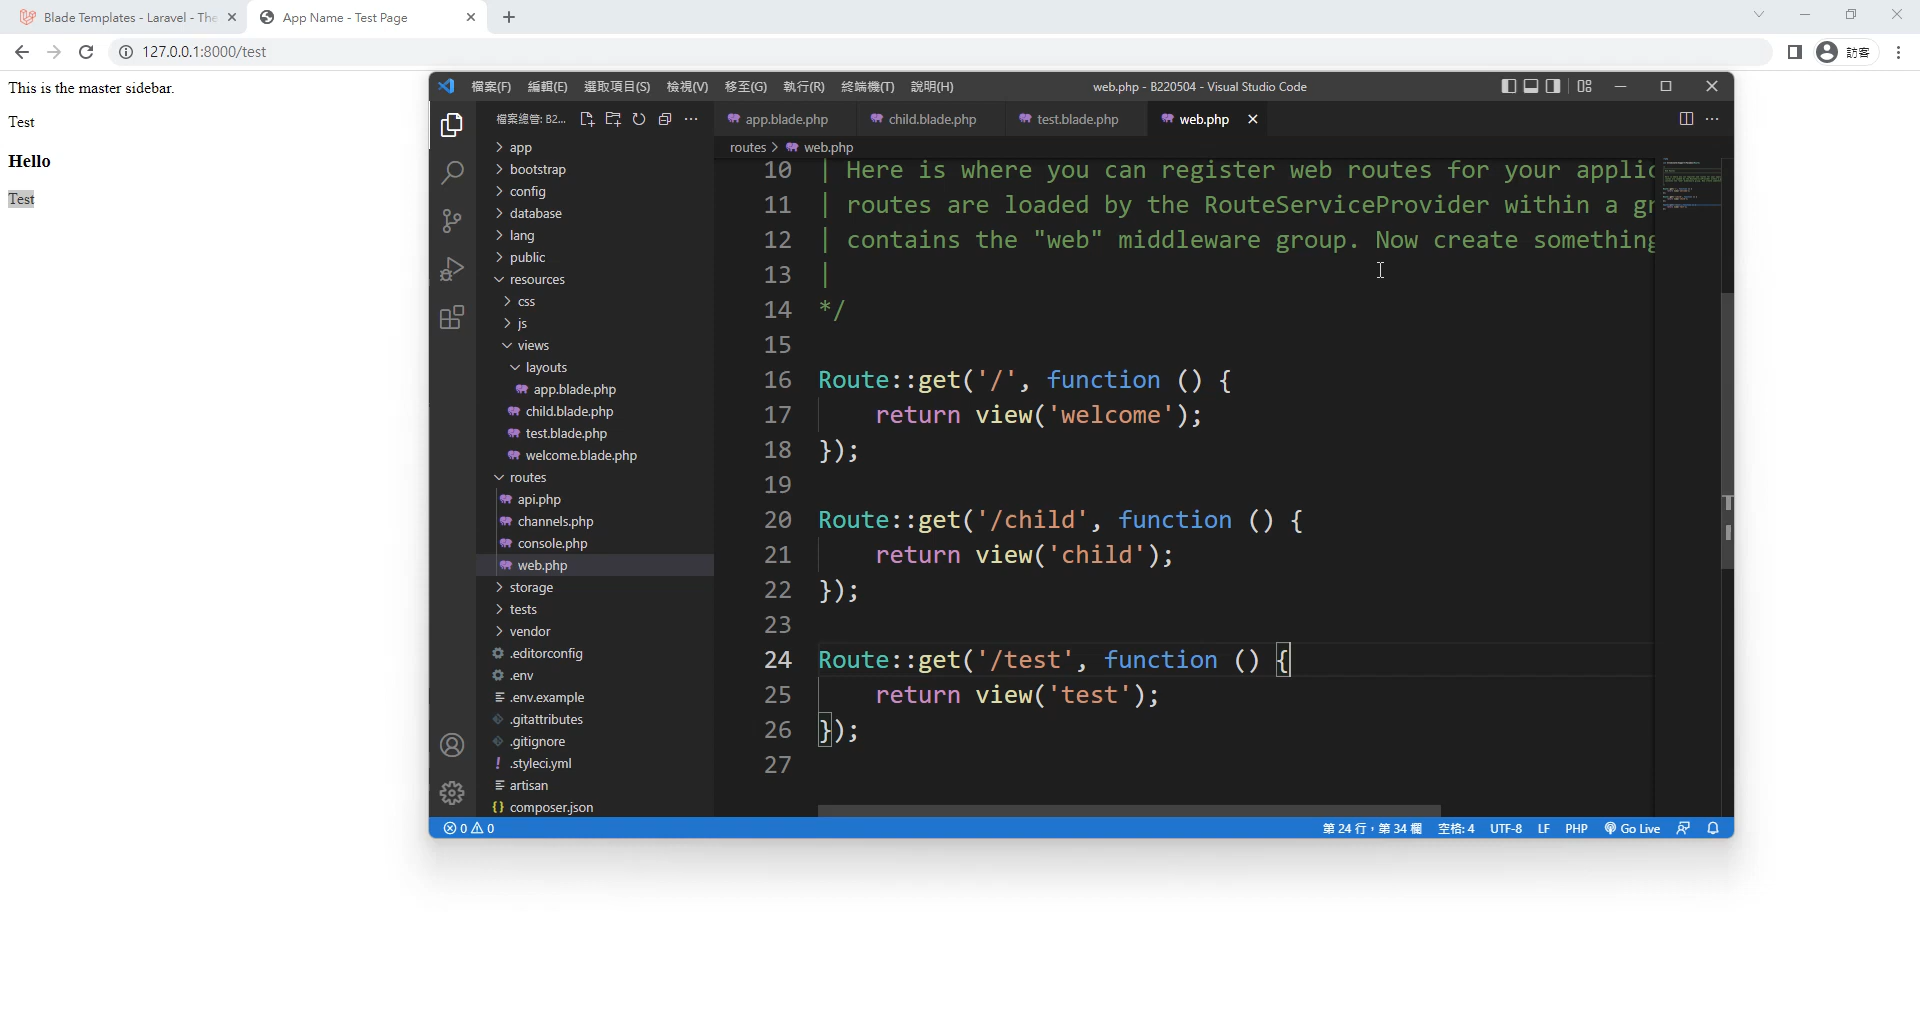 Blade Templates - Laravel - The
App Name - Test Page
127.0.0.1:8000/test
訪客
This is the master sidebar.
Test
Hello
Test
檔案(F) 編輯(E) 選取項目(S) 檢視(V) 移至(G) 執行(R) 終端機(T) 說明(H)
web.php - B220504 - Visual Studio Code
檔案總管: B2...
app
bootstrap
config
database
lang
public
resources
css
js
views
layouts
app.blade.php
child.blade.php
test.blade.php
welcome.blade.php
routes
api.php
channels.php
console.php
web.php
storage
tests
vendor
.editorconfig
.env
.env.example
.gitattributes
.gitignore
.styleci.yml
artisan
{} composer.json
app.blade.php child.blade.php test.blade.php web.php
routes > web.php
10 | Here is where you can register web routes for your applic
11 | routes are loaded by the RouteServiceProvider within a gr
12 | contains the "web" middleware group. Now create something
13 |
14 */
15
16 Route::get('/', function () {
17 return view('welcome');
18 });
19
20 Route::get('/child', function () {
21 return view('child');
22 });
23
24 Route::get('/test', function () {
25 return view('test');
26 });
27
0 0
第 24 行，第 34 欄 空格: 4 UTF-8 LF PHP Go Live